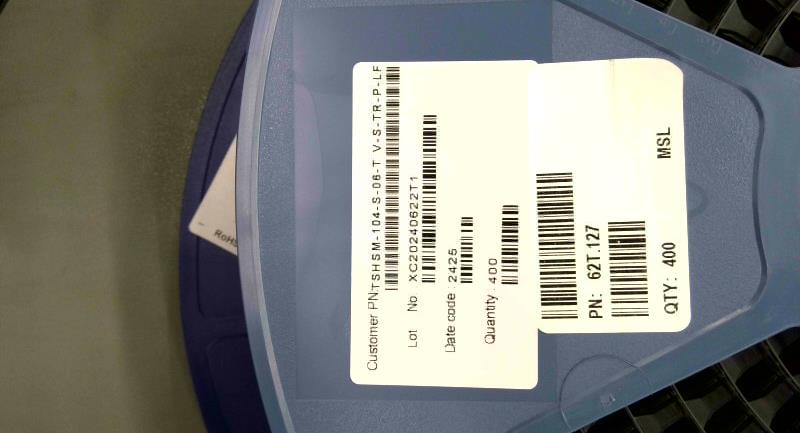 Customer PN:TSHSM-104-S-06-T V-S-TR-P-LF
Lot No. XC20240622T1
Date code: 2425
Quantity: 400
PN: 62T.127
QTY: 400
MSL
RoHS